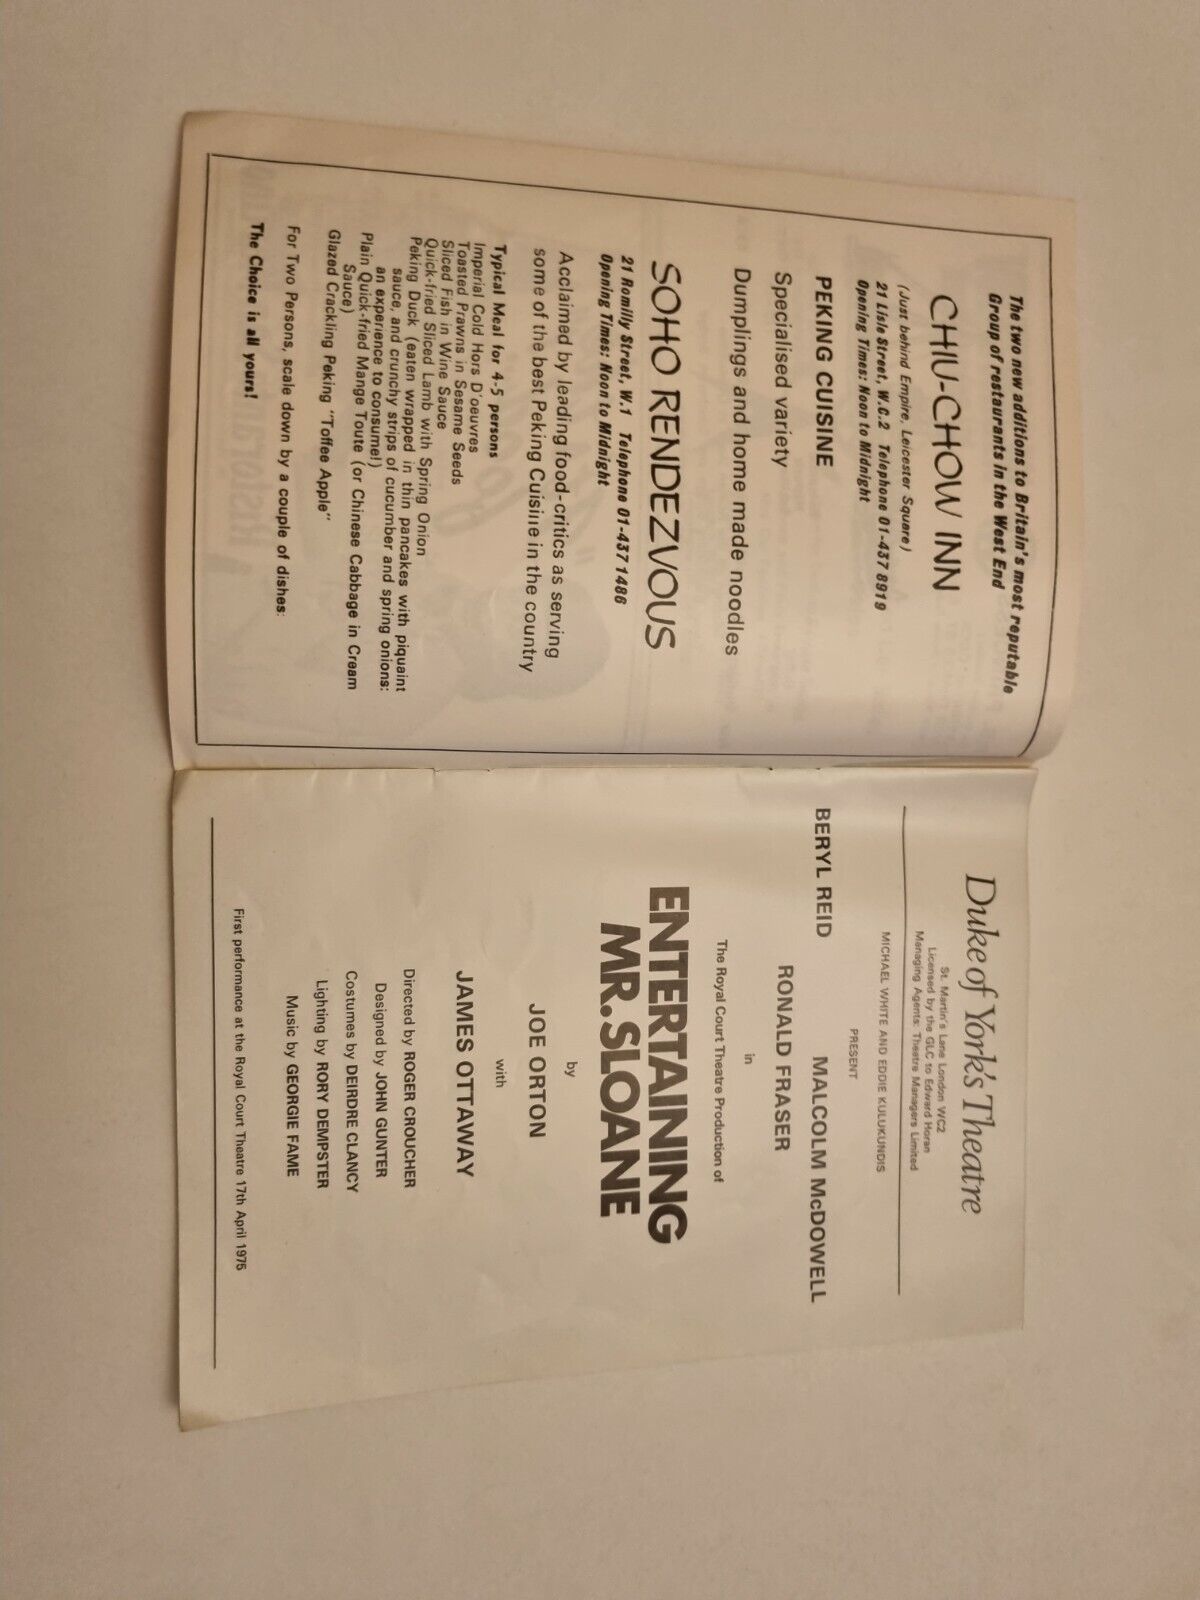 The two new additions to Britain's most reputable
Group of restaurants in the West End
CHIU-CHOW INN
(Just behind Empire, Leicester Square)
21 Lisle Street, W.C.2 Telephone 01-437 8919
Opening Times: Noon to Midnight
PEKING CUISINE
Specialised variety
Dumplings and home made noodles
SOHO RENDEZVOUS
21 Romilly Street, W.1 Telephone 01-437 1486
Opening Times: Noon to Midnight
Acclaimed by leading food-critics as serving
some of the best Peking Cuisine in the country
Typical Meal for 4-5 persons
Imperial Cold Hors D'oeuvres
Toasted Prawns in Sesame Seeds
Sliced Fish in Wine Sauce
Quick-fried Sliced Lamb with Spring Onion
Peking Duck (eaten wrapped in thin pancakes with piquaint
sauce, and crunchy strips of cucumber and spring onions:
an experience to consume!)
Plain Quick-fried Mange Toute (or Chinese Cabbage in Cream
Sauce)
Glazed Crackling Peking "Toffee Apple"
For Two Persons, scale down by a couple of dishes:
The Choice is all yours!
Duke of York's Theatre
St. Martin's Lane London WC2
Licensed by the GLC to Edward Horan
Managing Agents: Theatre Managers Limited
MICHAEL WHITE AND EDDIE KULUKUNDIS
PRESENT
BERYL REID MALCOLM McDOWELL
RONALD FRASER
in
The Royal Court Theatre Production of
ENTERTAINING
MR. SLOANE
by
JOE ORTON
with
JAMES OTTAWAY
Directed by ROGER CROUCHER
Designed by JOHN GUNTER
Costumes by DEIRDRE CLANCY
Lighting by RORY DEMPSTER
Music by GEORGIE FAME
First performance at the Royal Court Theatre 17th April 1975